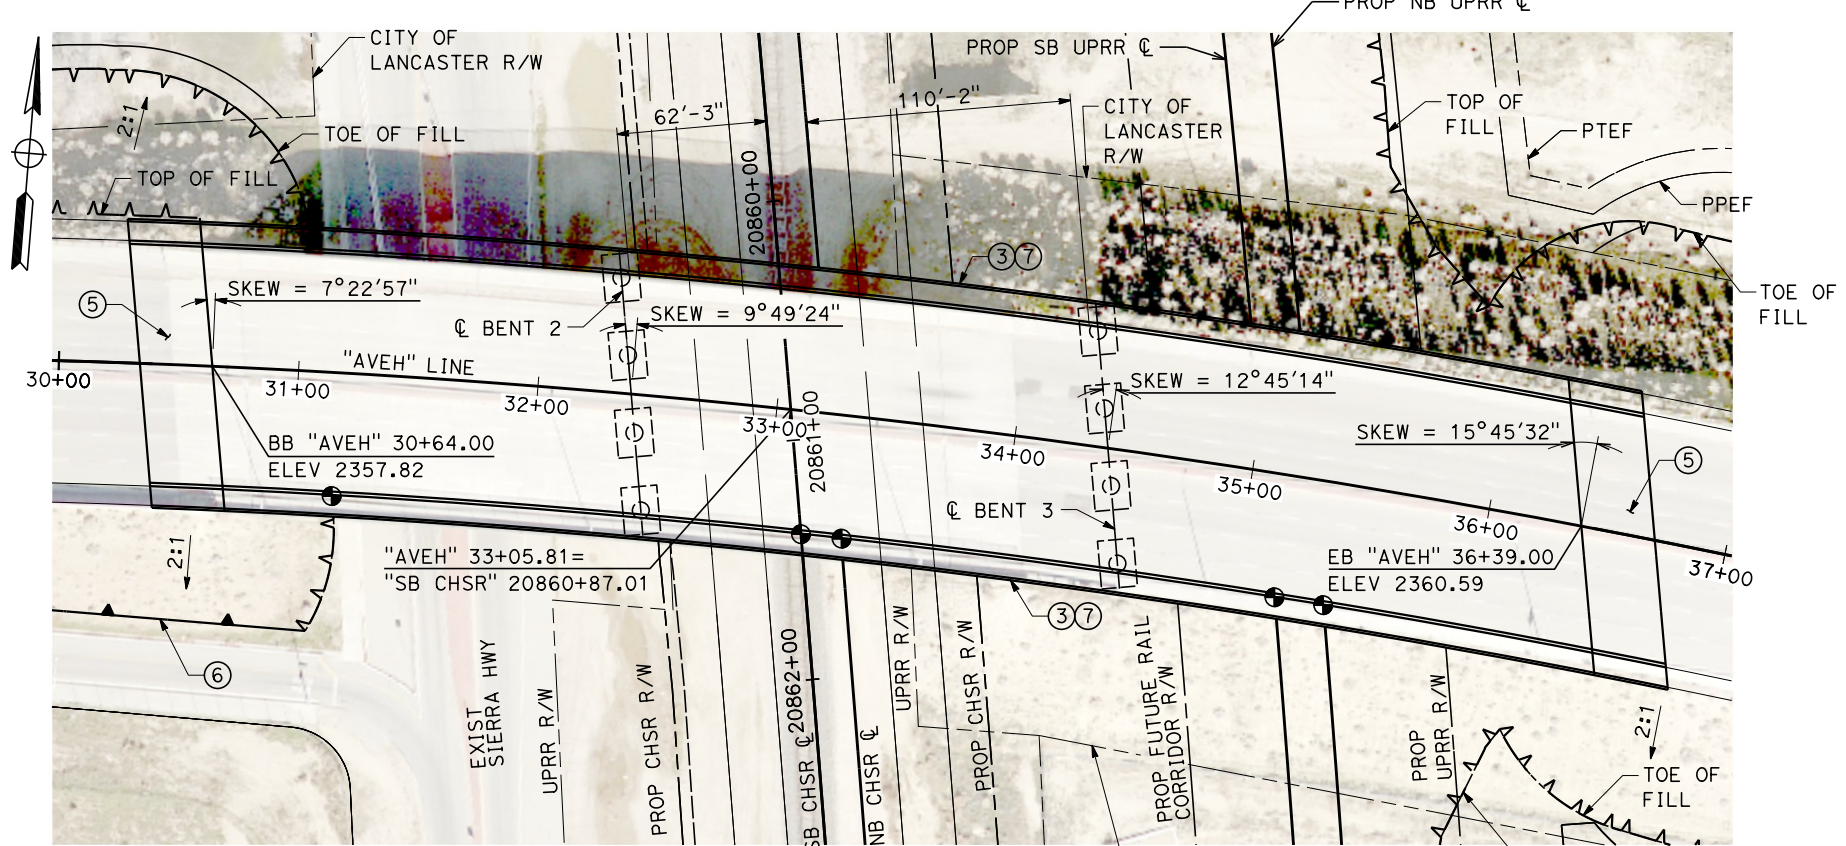 PROP NB UPRR ℄
CITY OF
LANCASTER R/W
PROP SB UPRR ℄
62'-3"
110'-2"
CITY OF
LANCASTER
R/W
TOP OF
FILL
PTEF
PPEF
2:1
TOE OF FILL
TOP OF FILL
20860+00
3 7
TOE OF
FILL
5
SKEW = 7°22'57"
℄ BENT 2
SKEW = 9°49'24"
"AVEH" LINE
30+00
31+00
32+00
33+00
20861+00
SKEW = 12°45'14"
34+00
SKEW = 15°45'32"
5
35+00
36+00
37+00
BB "AVEH" 30+64.00
ELEV 2357.82
℄ BENT 3
"AVEH" 33+05.81=
"SB CHSR" 20860+87.01
EB "AVEH" 36+39.00
ELEV 2360.59
2:1
3 7
6
EXIST
SIERRA HWY
UPRR R/W
PROP CHSR R/W
20862+00
SB CHSR ℄
NB CHSR ℄
UPRR R/W
PROP CHSR R/W
PROP FUTURE RAIL
CORRIDOR R/W
PROP
UPRR R/W
2:1
TOE OF
FILL